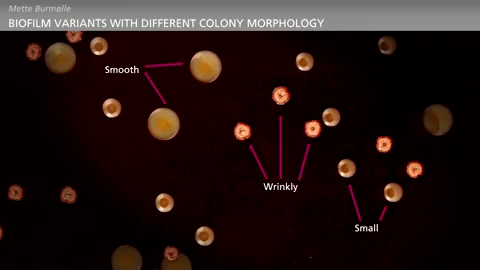 Mette Burmølle
BIOFILM VARIANTS WITH DIFFERENT COLONY MORPHOLOGY
Smooth
Wrinkly
Small